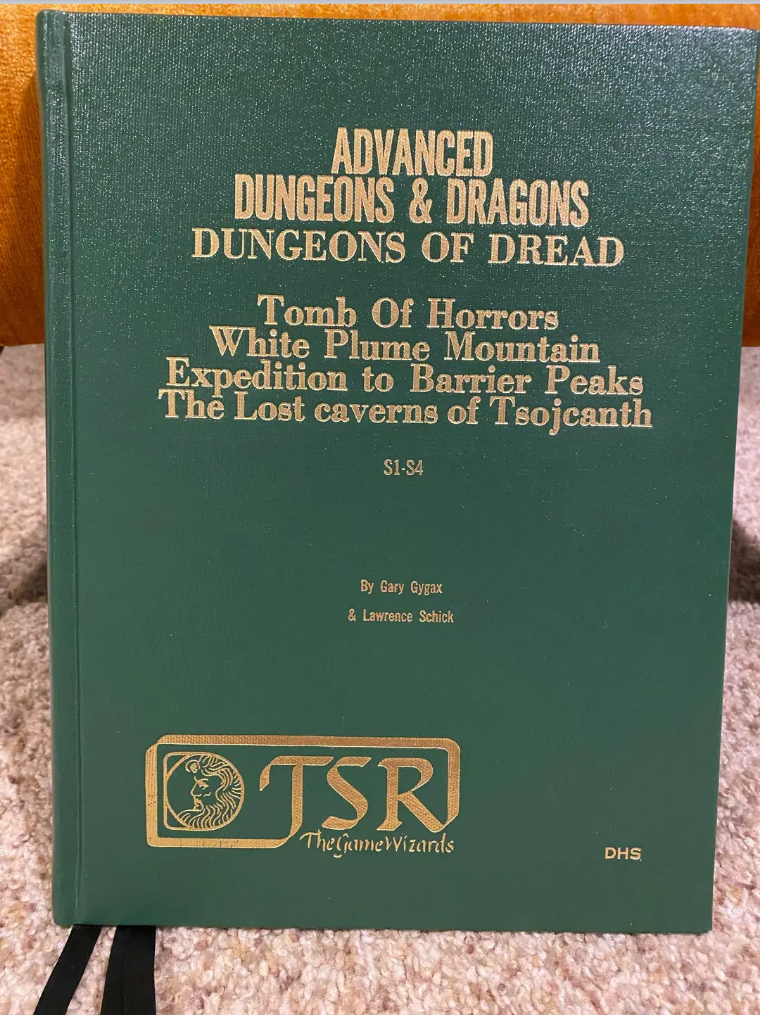 ADVANCED
DUNGEONS & DRAGONS
DUNGEONS OF DREAD
Tomb Of Horrors
White Plume Mountain
Expedition to Barrier Peaks
The Lost caverns of Tsojcanth
S1-S4
By Gary Gygax
& Lawrence Schick
TSR
The Game Wizards
DHS